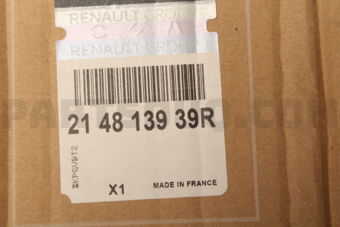 RENAULT GROUP
RENAULT GROUP
21 48 139 39R
X1
MADE IN FRANCE